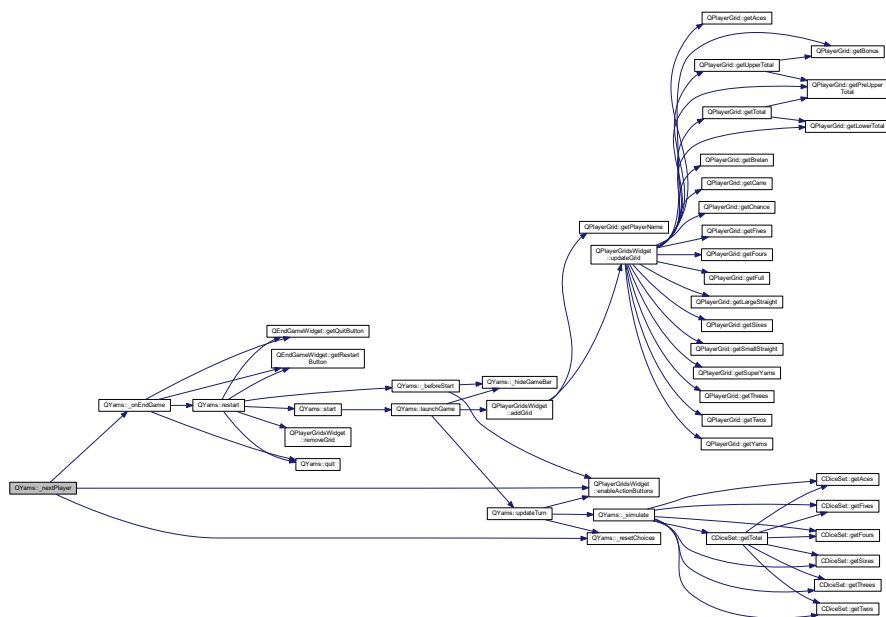 QPlayerGrid::getAces
QPlayerGrid::getBonus
QPlayerGrid::getUpperTotal
QPlayerGrid::getPreUpper
Total
QPlayerGrid::getTotal
QPlayerGrid::getLowerTotal
QPlayerGrid::getBrelan
QPlayerGrid::getCarre
QPlayerGrid::getChance
QPlayerGrid::getPlayerName
QPlayerGrid::getFives
QPlayerGridsWidget
::updateGrid
QPlayerGrid::getFours
QPlayerGrid::getFull
QPlayerGrid::getLargeStraight
QPlayerGrid::getSixes
QEndGameWidget::getQuitButton
QPlayerGrid::getSmallStraight
QEndGameWidget::getRestart
Button
QPlayerGrid::getSuperYams
QYams::_beforeStart
QYams::_hideGameBar
QPlayerGrid::getThrees
QYams::_onEndGame
QYams::restart
QYams::start
QYams::launchGame
QPlayerGridsWidget
::addGrid
QPlayerGrid::getTwos
QPlayerGridsWidget
::removeGrid
QPlayerGrid::getYams
QYams::quit
QYams::_nextPlayer
QPlayerGridsWidget
::enableActionButtons
CDiceSet::getAces
CDiceSet::getFives
QYams::updateTurn
QYams::_simulate
CDiceSet::getFours
QYams::_resetChoices
CDiceSet::getTotal
CDiceSet::getSixes
CDiceSet::getThrees
CDiceSet::getTwos